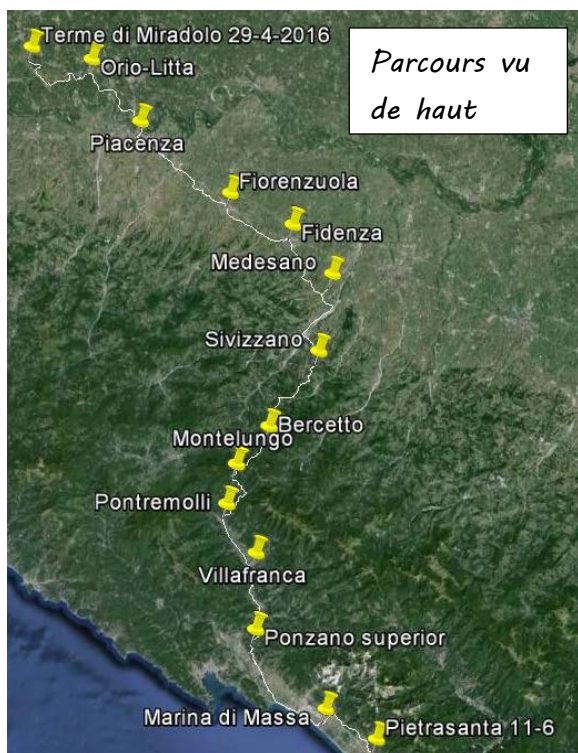 Terme di Miradolo 29-4-2016
Orio-Litta
Parcours vu
de haut
Piacenza
Fiorenzuola
Fidenza
Medesano
Sivizzano
Bercetto
Montelungo
Pontremolli
Villafranca
Ponzano superior
Marina di Massa
Pietrasanta 11-6